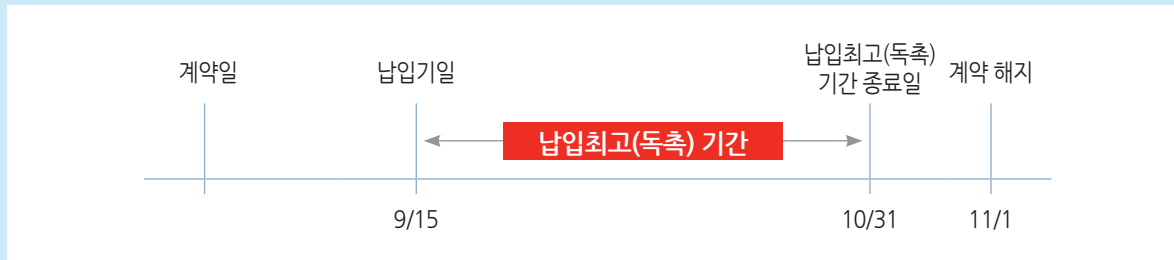 계약일
납입기일
납입최고(독촉)
기간 종료일
계약 해지
납입최고(독촉) 기간
9/15
10/31
11/1